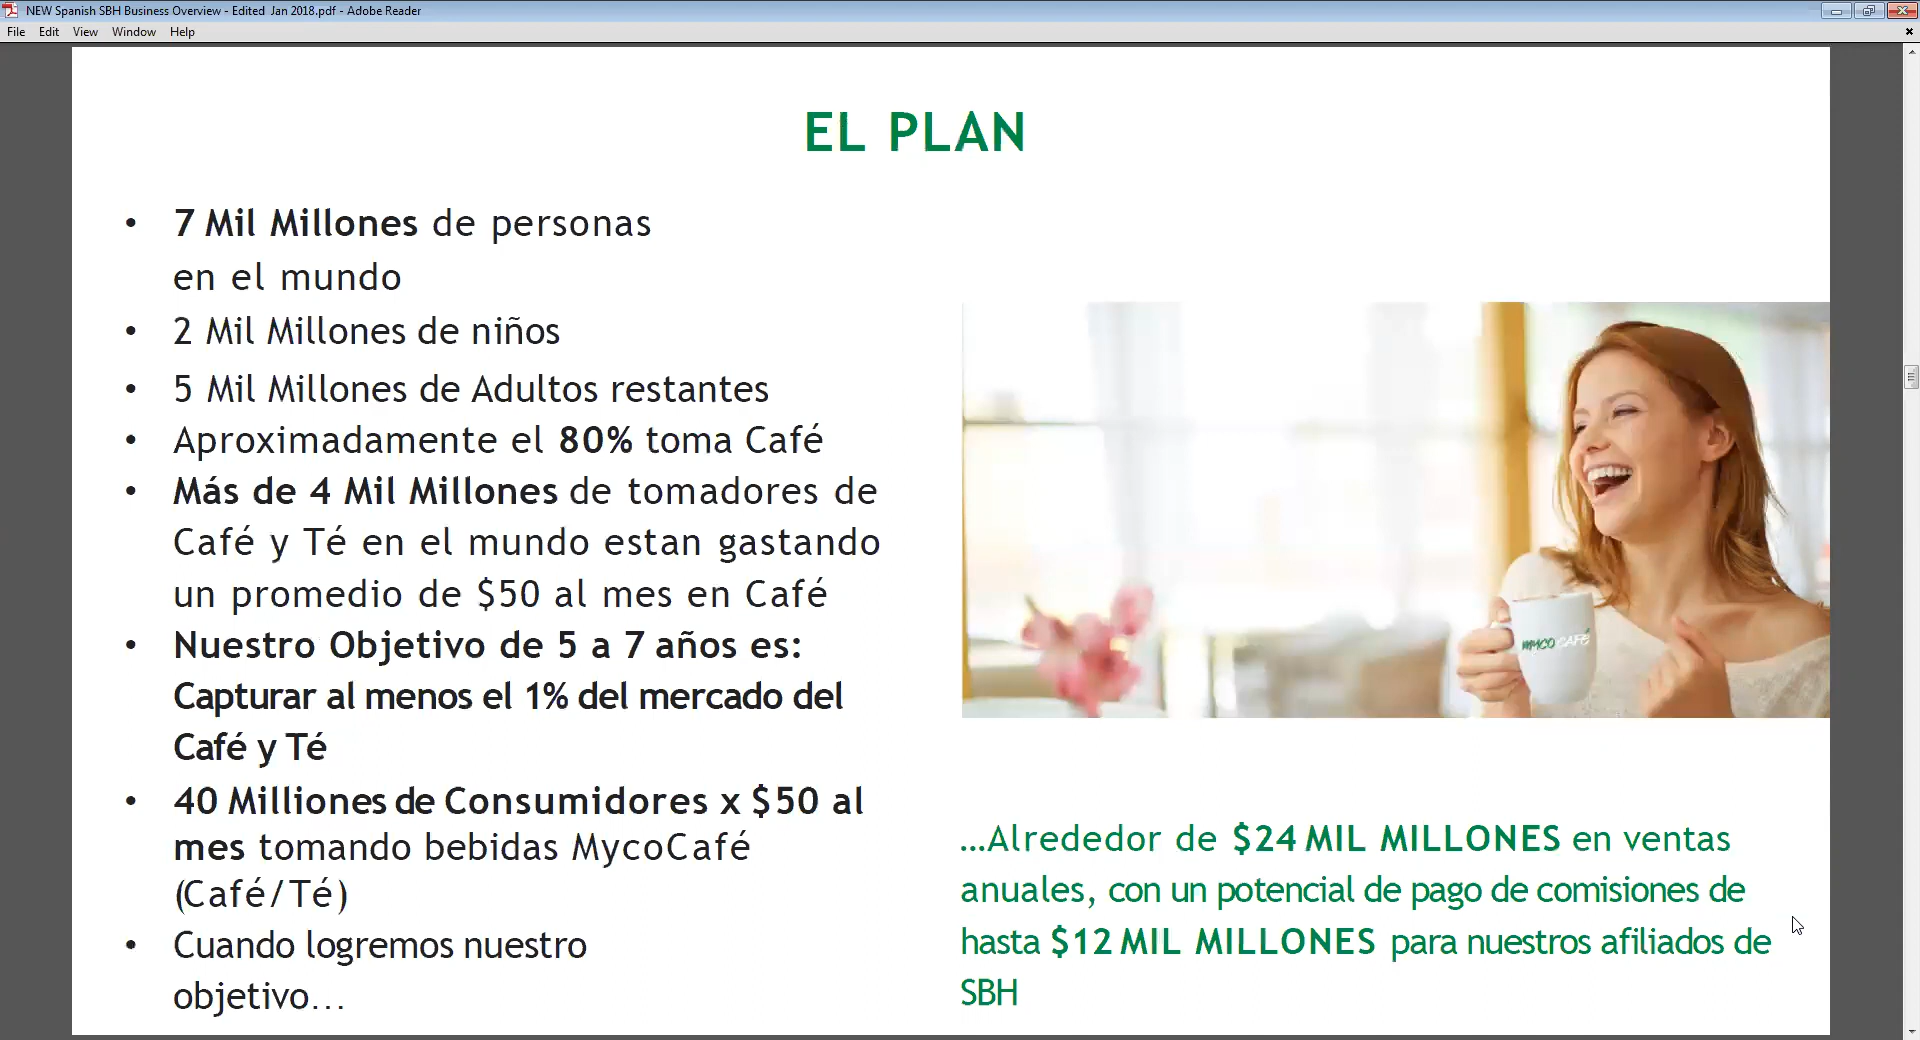 NEW Spanish SBH Business Overview - Edited  Jan 2018.pdf - Adobe Reader
File Edit View Window Help
EL PLAN
• 7 Mil Millones de personas
en el mundo
• 2 Mil Millones de niños
• 5 Mil Millones de Adultos restantes
• Aproximadamente el 80% toma Café
• Más de 4 Mil Millones de tomadores de
Café y Té en el mundo estan gastando
un promedio de $50 al mes en Café
• Nuestro Objetivo de 5 a 7 años es:
Capturar al menos el 1% del mercado del
Café y Té
• 40 Milliones de Consumidores x $50 al
mes tomando bebidas MycoCafé
(Café/Té)
• Cuando logremos nuestro
objetivo...
MYCO CAFÉ
...Alrededor de $24 MIL MILLONES en ventas
anuales, con un potencial de pago de comisiones de
hasta $12 MIL MILLONES para nuestros afiliados de
SBH